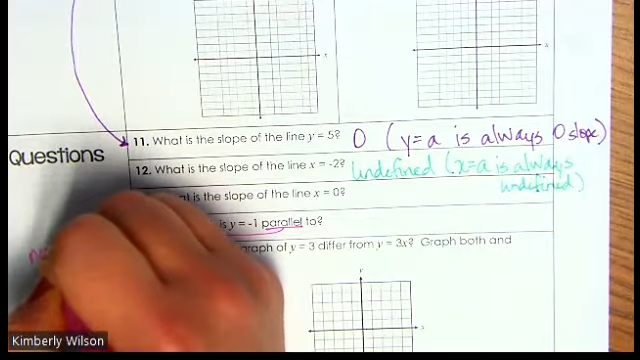 x
x
11. What is the slope of the line y = 5? 0 (y=a is always 0 slope)
Questions
12. What is the slope of the line x = -2? undefined (x=a is always undefined)
is the slope of the line x = 0?
is y = -1 parallel to?
graph of y = 3 differ from y = 3x? Graph both and
y
x
Kimberly Wilson